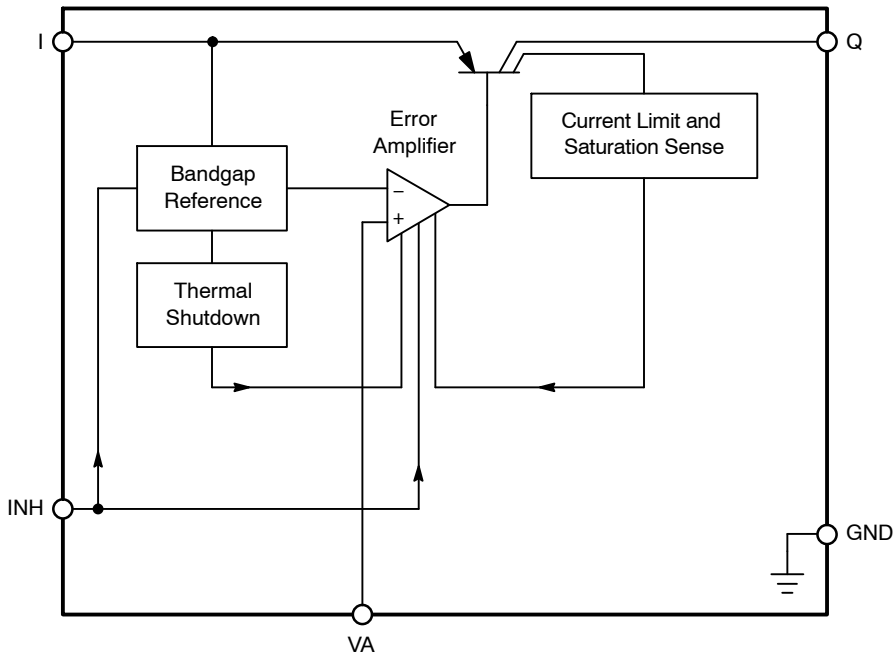 I
Q
Error
Amplifier
Current Limit and
Saturation Sense
Bandgap
Reference
−
+
Thermal
Shutdown
INH
GND
VA